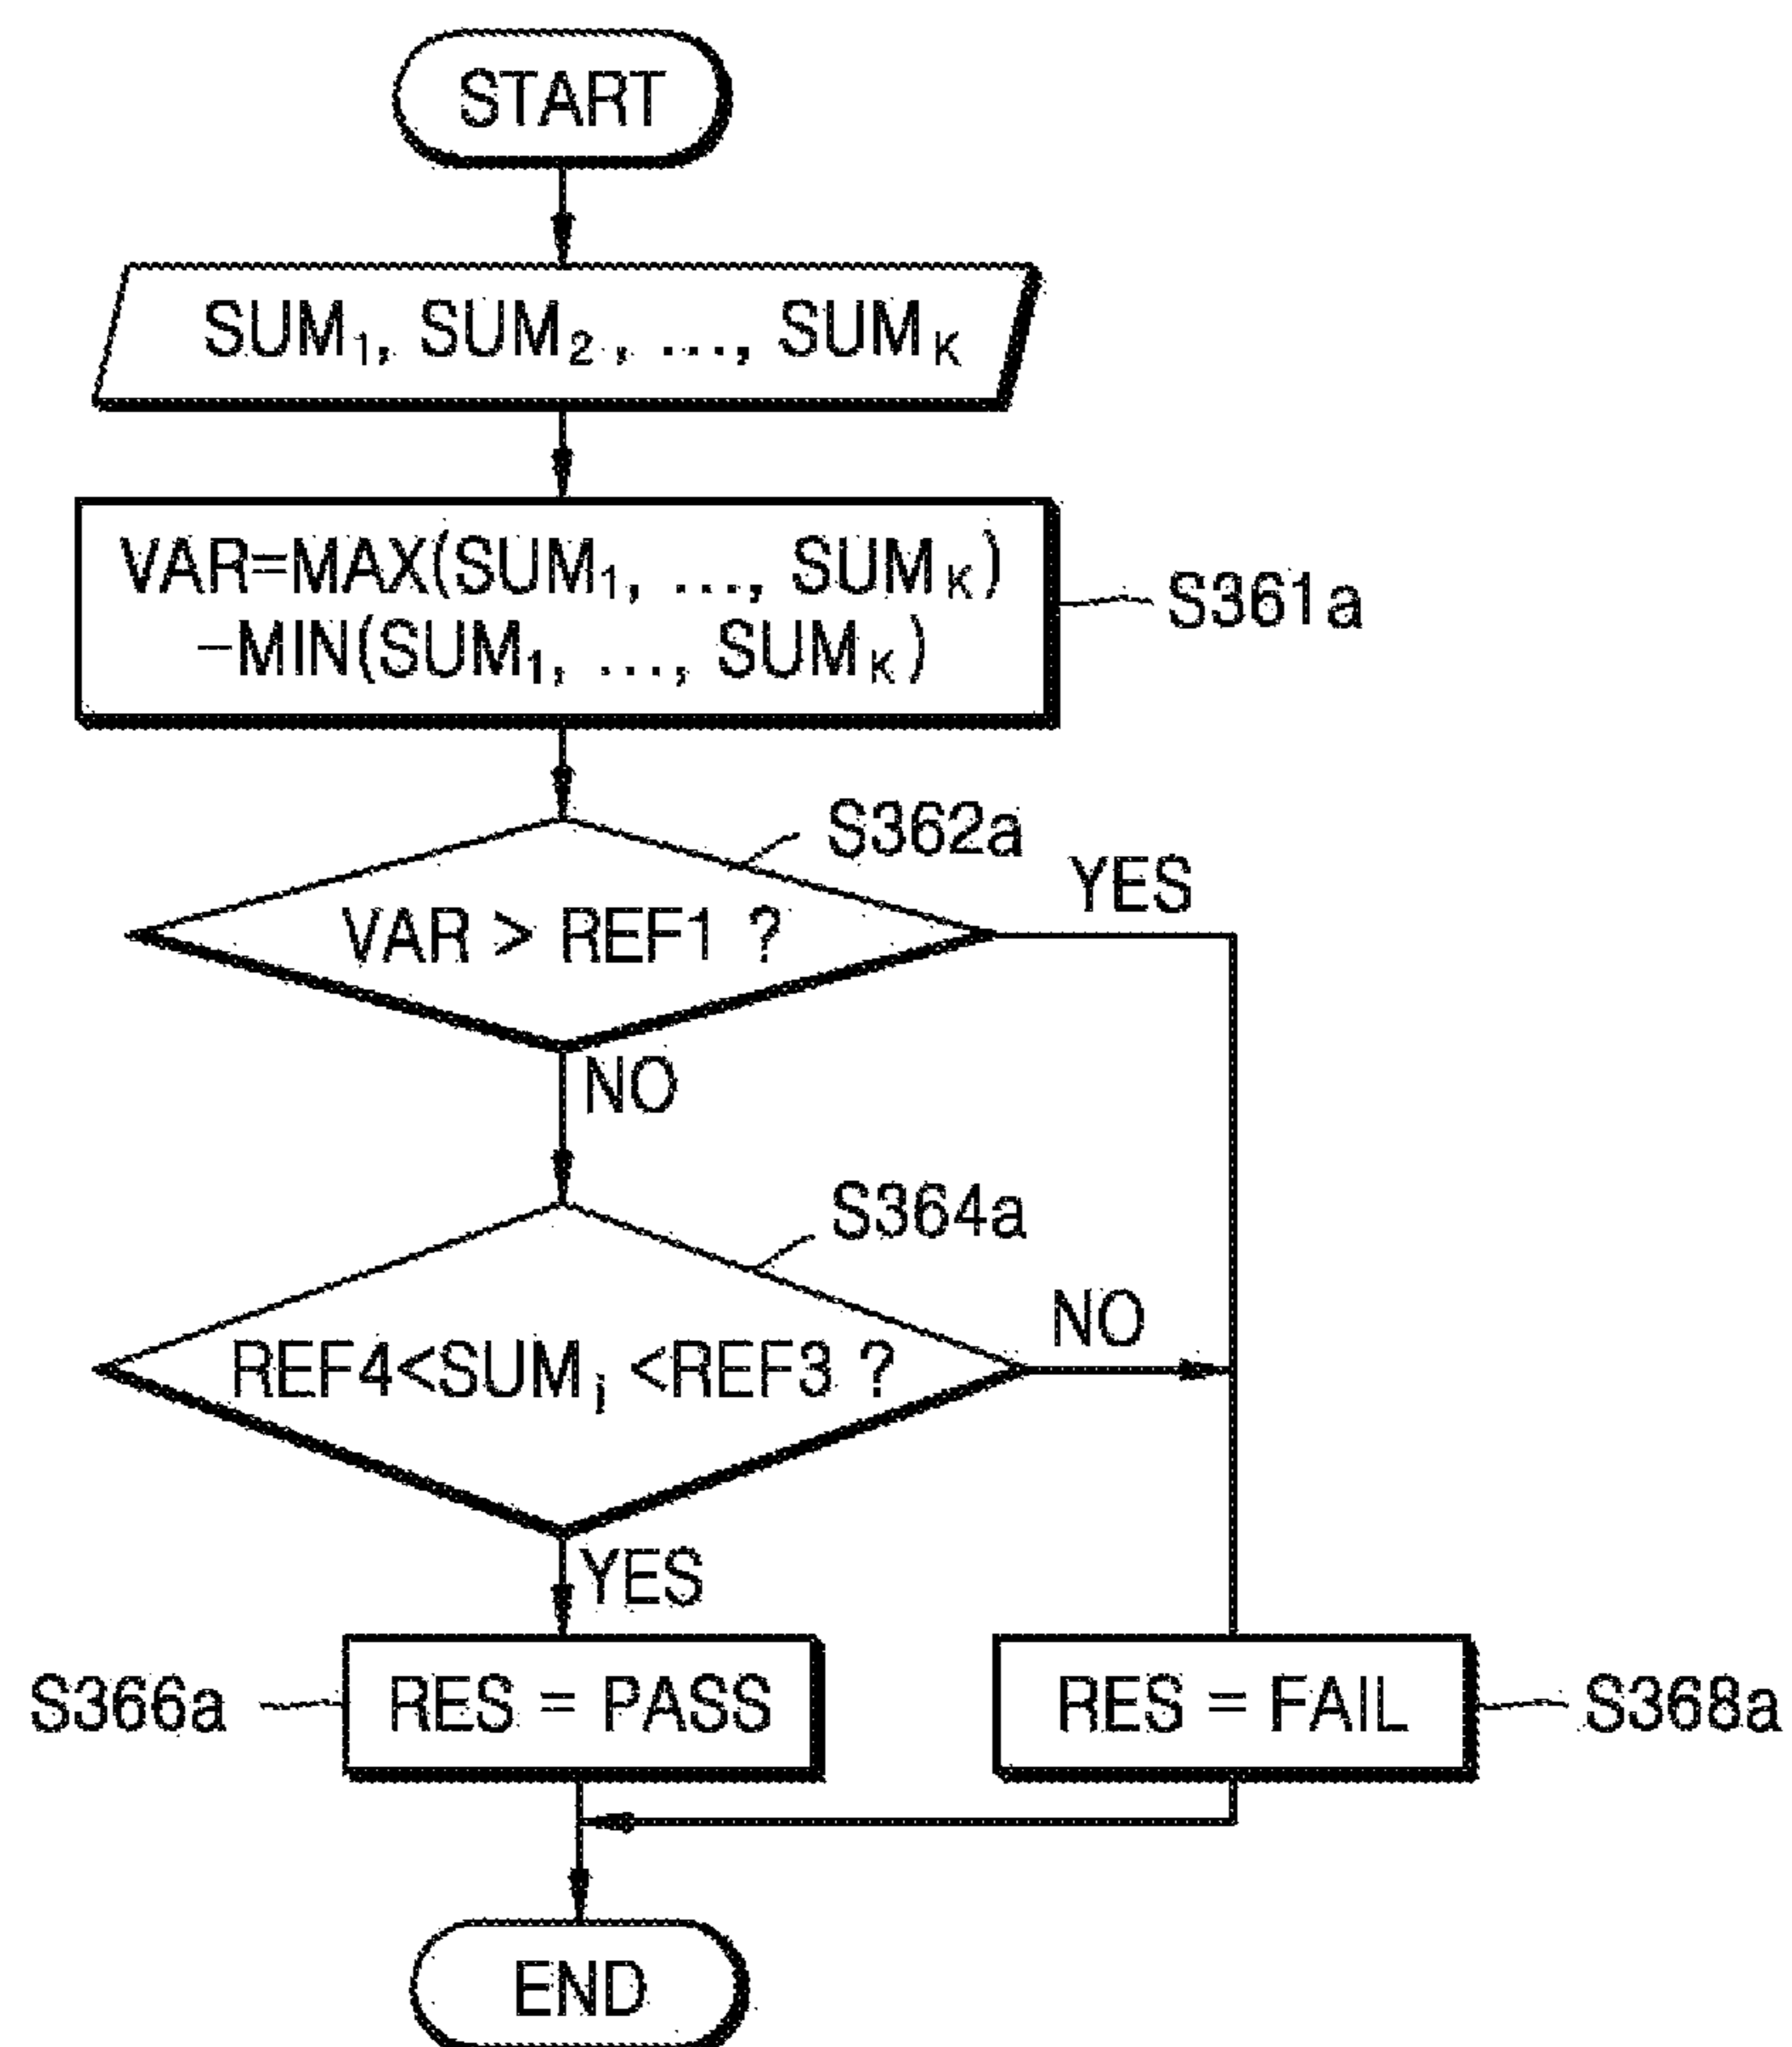 START
SUM₁, SUM₂, ..., SUMₖ
VAR=MAX(SUM₁, ..., SUMₖ)
-MIN(SUM₁, ..., SUMₖ)
S361a
S362a
YES
VAR > REF1 ?
NO
S364a
NO
REF4<SUMᵢ <REF3 ?
YES
S366a
RES = PASS
RES = FAIL
S368a
END